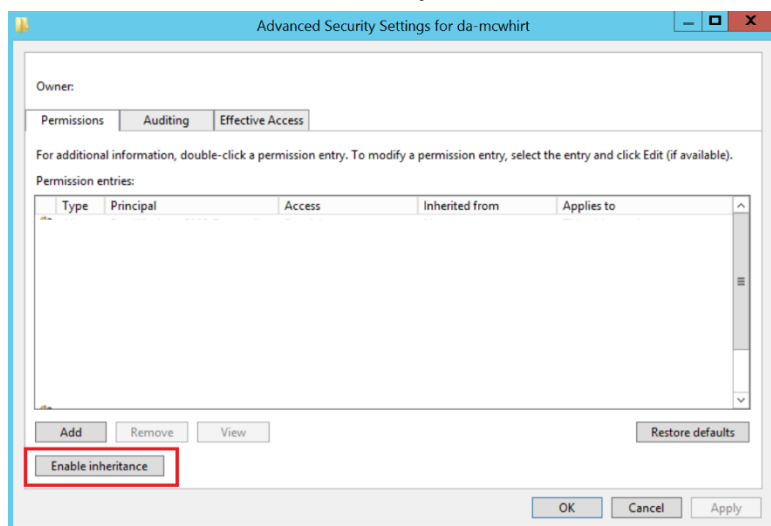 Advanced Security Settings for da-mcwhirt
Owner:
Permissions Auditing Effective Access
For additional information, double-click a permission entry. To modify a permission entry, select the entry and click Edit (if available).
Permission entries:
Type Principal Access Inherited from Applies to
Add Remove View Restore defaults
Enable inheritance
OK Cancel Apply